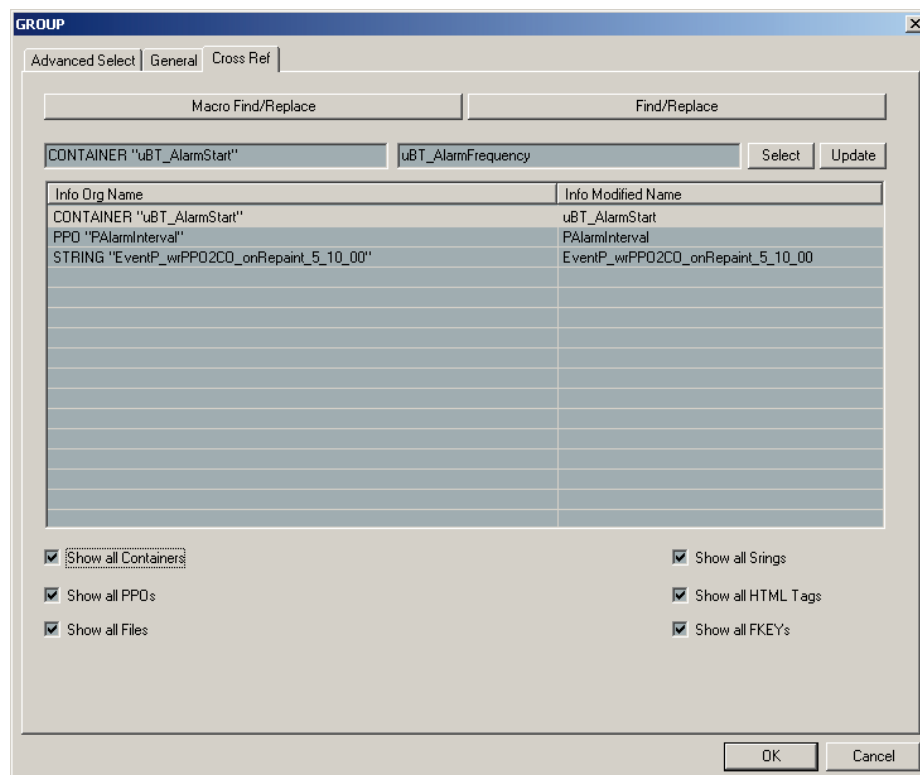 GROUP
Advanced Select General Cross Ref
Macro Find/Replace Find/Replace
CONTAINER "uBT_AlarmStart" uBT_AlarmFrequency Select Update
Info Org Name Info Modified Name
CONTAINER "uBT_AlarmStart" uBT_AlarmStart
PPO "PAlarmInterval" PAlarmInterval
STRING "EventP_wrPPO2CO_onRepaint_5_10_00" EventP_wrPPO2CO_onRepaint_5_10_00
Show all Containers Show all Srings
Show all PPOs Show all HTML Tags
Show all Files Show all FKEYs
OK Cancel